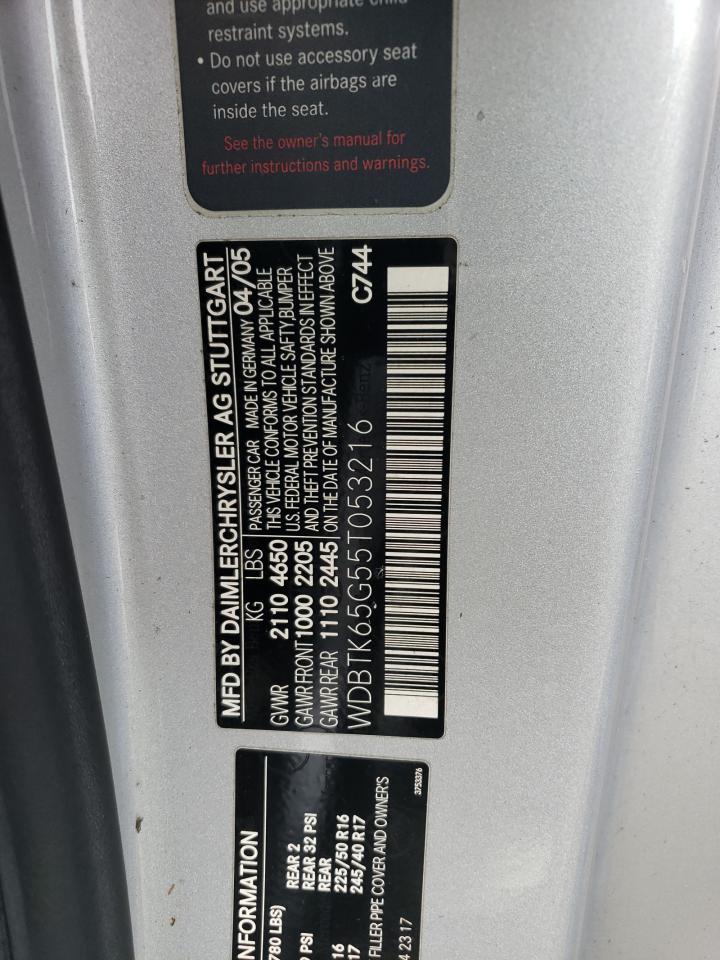 and use appropriate child
restraint systems.
• Do not use accessory seat
covers if the airbags are
inside the seat.
See the owner's manual for
further instructions and warnings.
MFD BY DAIMLERCHRYSLER AG STUTTGART
PASSENGER CAR MADE IN GERMANY 04/05
KG LBS
THIS VEHICLE CONFORMS TO ALL APPLICABLE
GVWR 2110 4650
U.S. FEDERAL MOTOR VEHICLE SAFTY, BUMPER
GAWR FRONT 1000 2205
AND THEFT PREVENTION STANDARDS IN EFFECT
GAWR REAR 1110 2445
ON THE DATE OF MANUFACTURE SHOWN ABOVE
WDBTK65G55T053216
C744
NFORMATION
780 LBS)
REAR 2
PSI
REAR 32 PSI
REAR
16 225/50 R16
17 245/40 R17
FILLER PIPE COVER AND OWNER'S
4 23 17
3753376